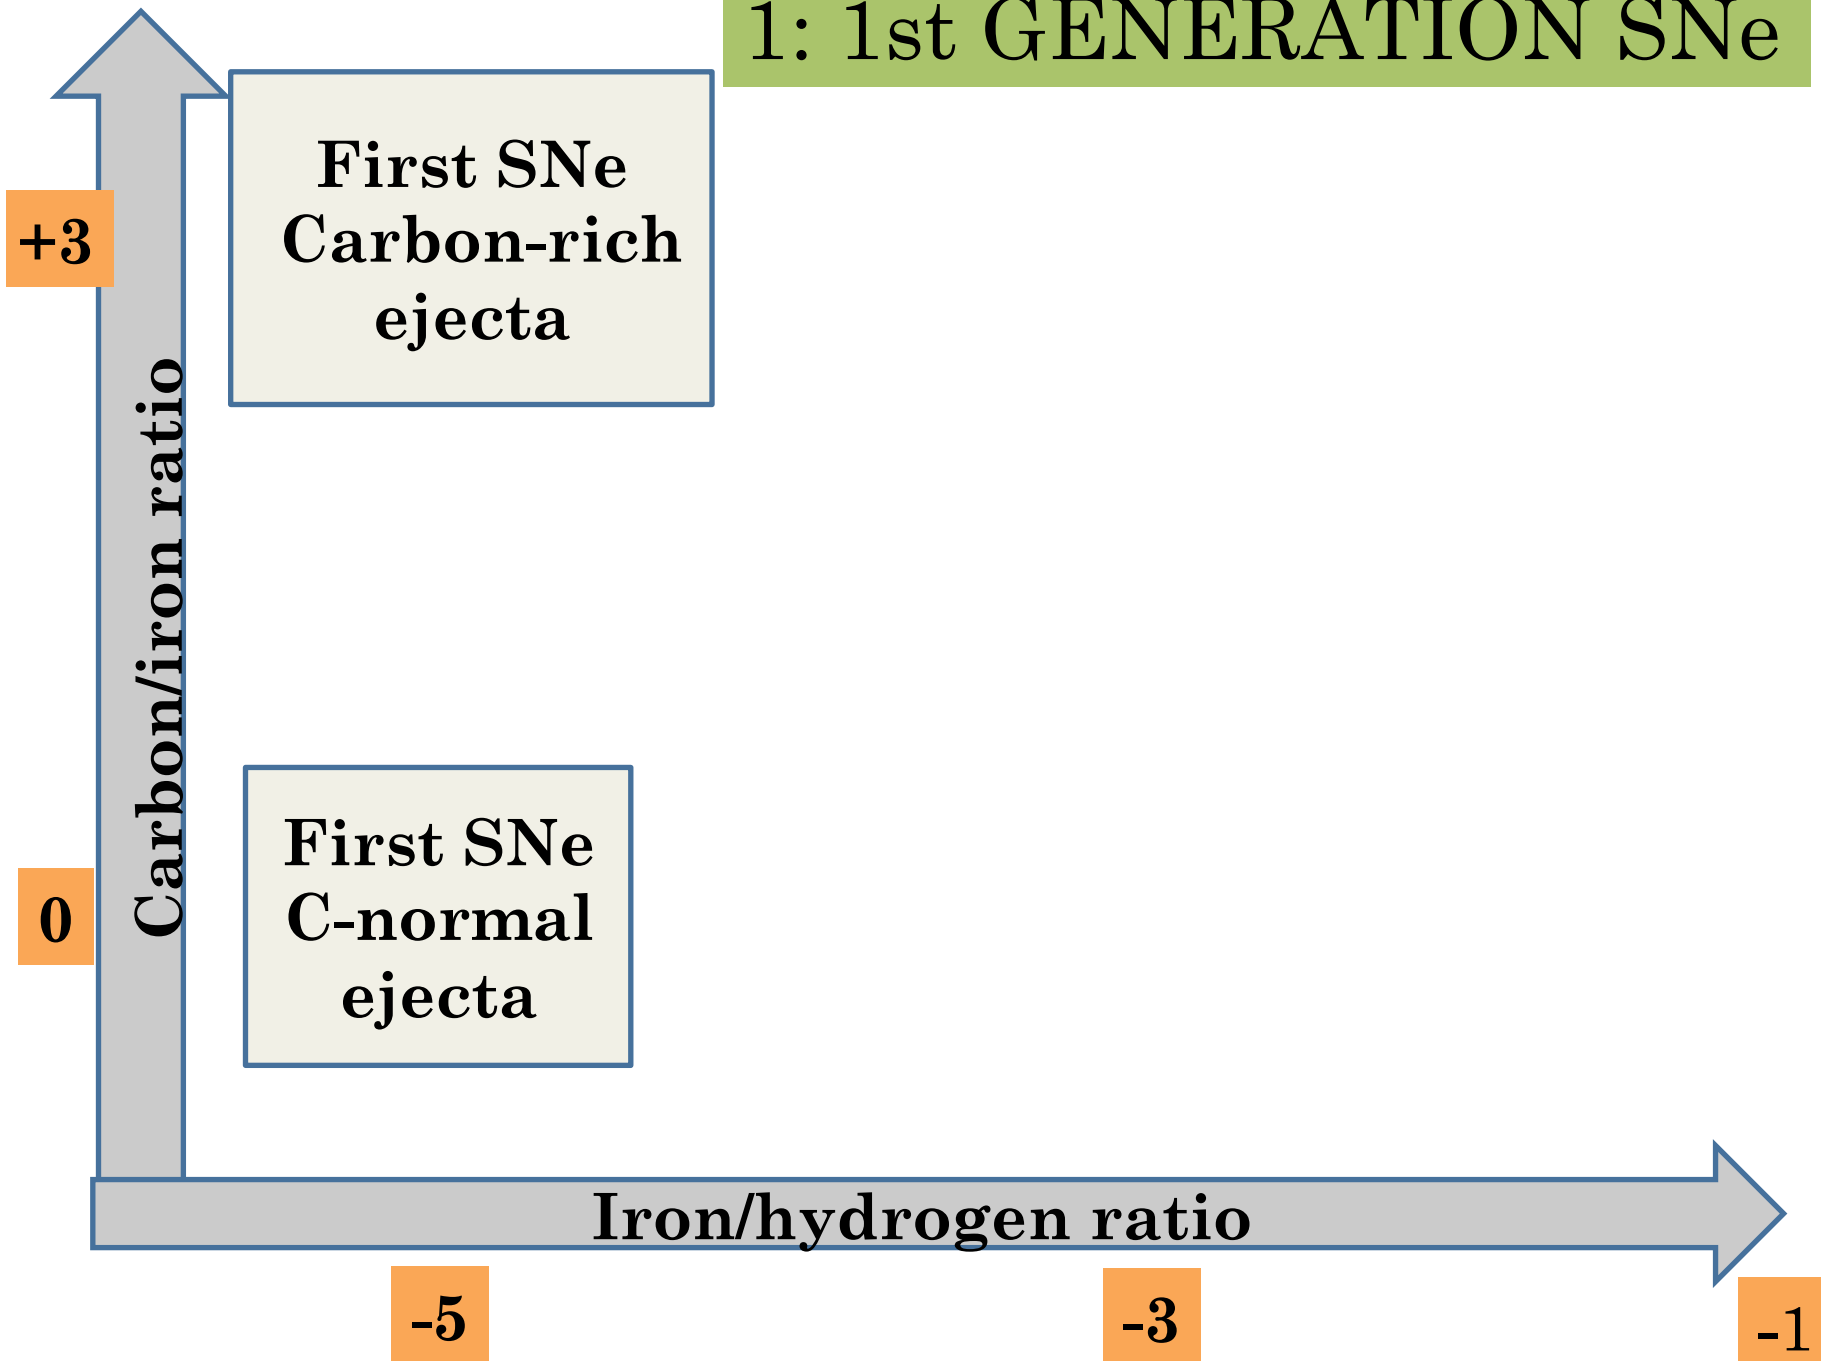 1: 1st GENERATION SNe
First SNe
Carbon-rich
ejecta
+3
Carbon/iron ratio
First SNe
C-normal
ejecta
0
Iron/hydrogen ratio
-5
-3
-1